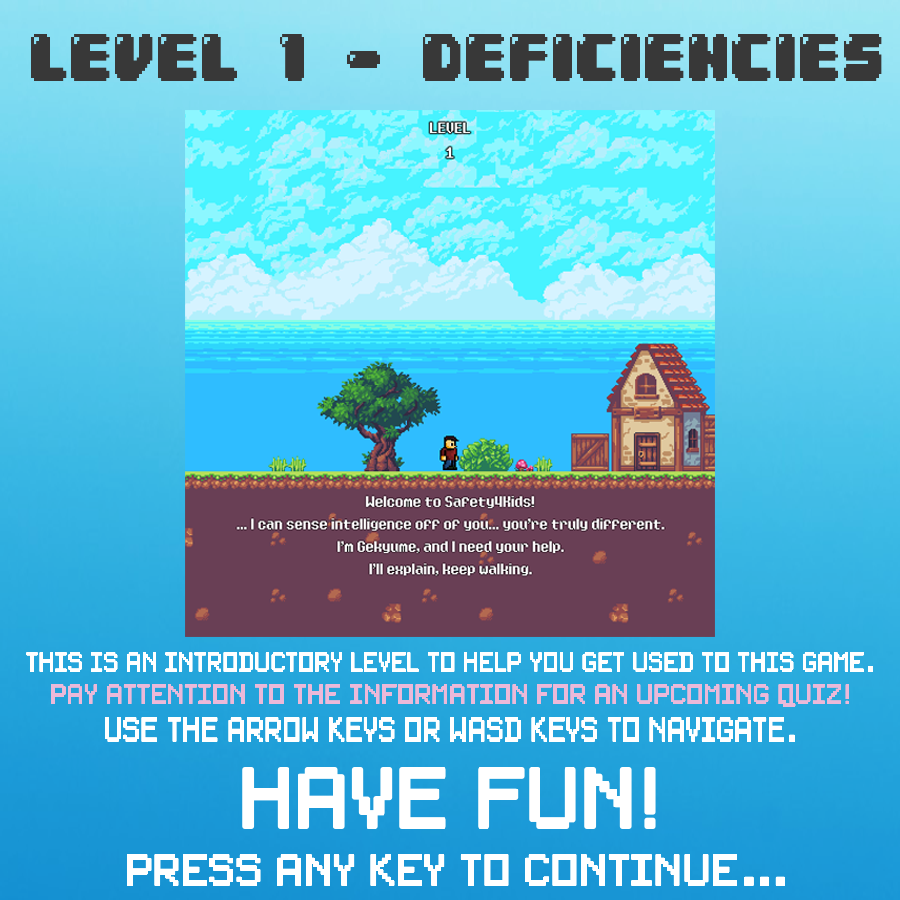 LEVEL 1 - DEFICIENCIES
LEVEL
1
Welcome to Safety4Kids!
... I can sense intelligence off of you... you're truly different.
I'm Gekyume, and I need your help.
I'll explain, keep walking.
THIS IS AN INTRODUCTORY LEVEL TO HELP YOU GET USED TO THIS GAME.
PAY ATTENTION TO THE INFORMATION FOR AN UPCOMING QUIZ!
USE THE ARROW KEYS OR WASD KEYS TO NAVIGATE.
HAVE FUN!
PRESS ANY KEY TO CONTINUE...